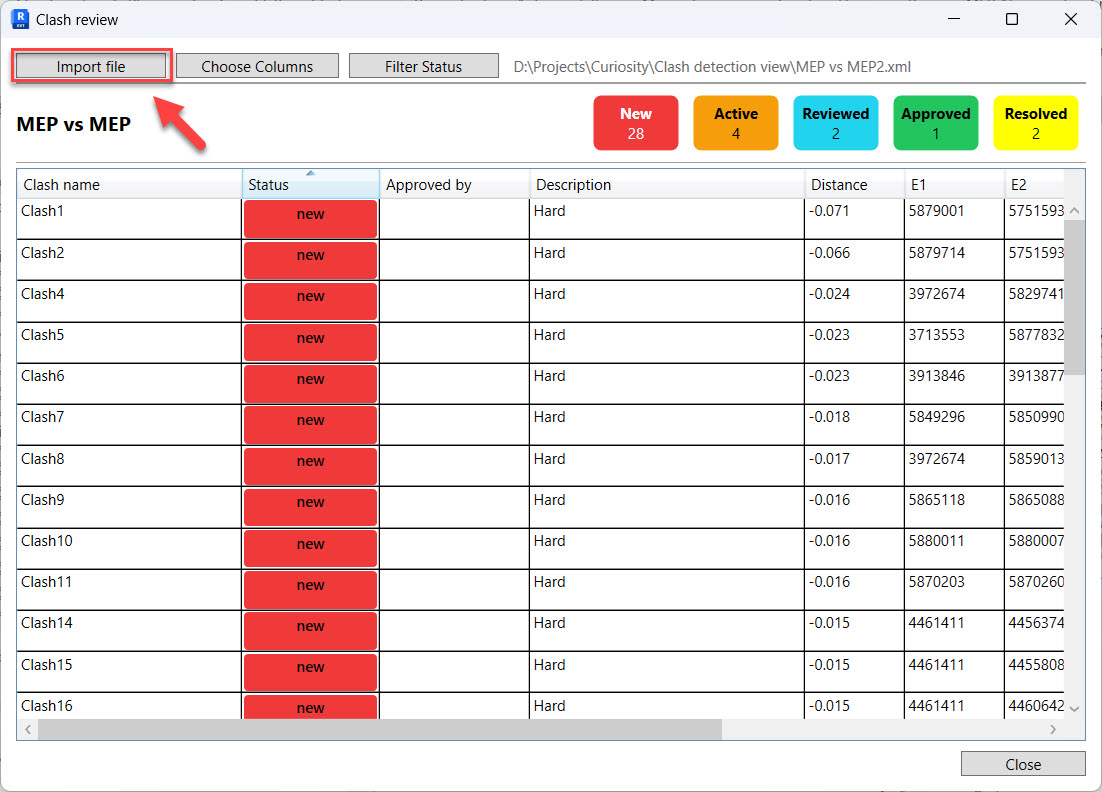 Clash review
Import file Choose Columns Filter Status D:\Projects\Curiosity\Clash detection view\MEP vs MEP2.xml
MEP vs MEP
New Active Reviewed Approved Resolved
28 4 2 1 2
Clash name Status Approved by Description Distance E1 E2
Clash1 new Hard -0.071 5879001 5751593
Clash2 new Hard -0.066 5879714 5751593
Clash4 new Hard -0.024 3972674 5829741
Clash5 new Hard -0.023 3713553 5877832
Clash6 new Hard -0.023 3913846 3913877
Clash7 new Hard -0.018 5849296 5850990
Clash8 new Hard -0.017 3972674 5859013
Clash9 new Hard -0.016 5865118 5865088
Clash10 new Hard -0.016 5880011 5880007
Clash11 new Hard -0.016 5870203 5870260
Clash14 new Hard -0.015 4461411 4456374
Clash15 new Hard -0.015 4461411 4455808
Clash16 new Hard -0.015 4461411 4460642
Close